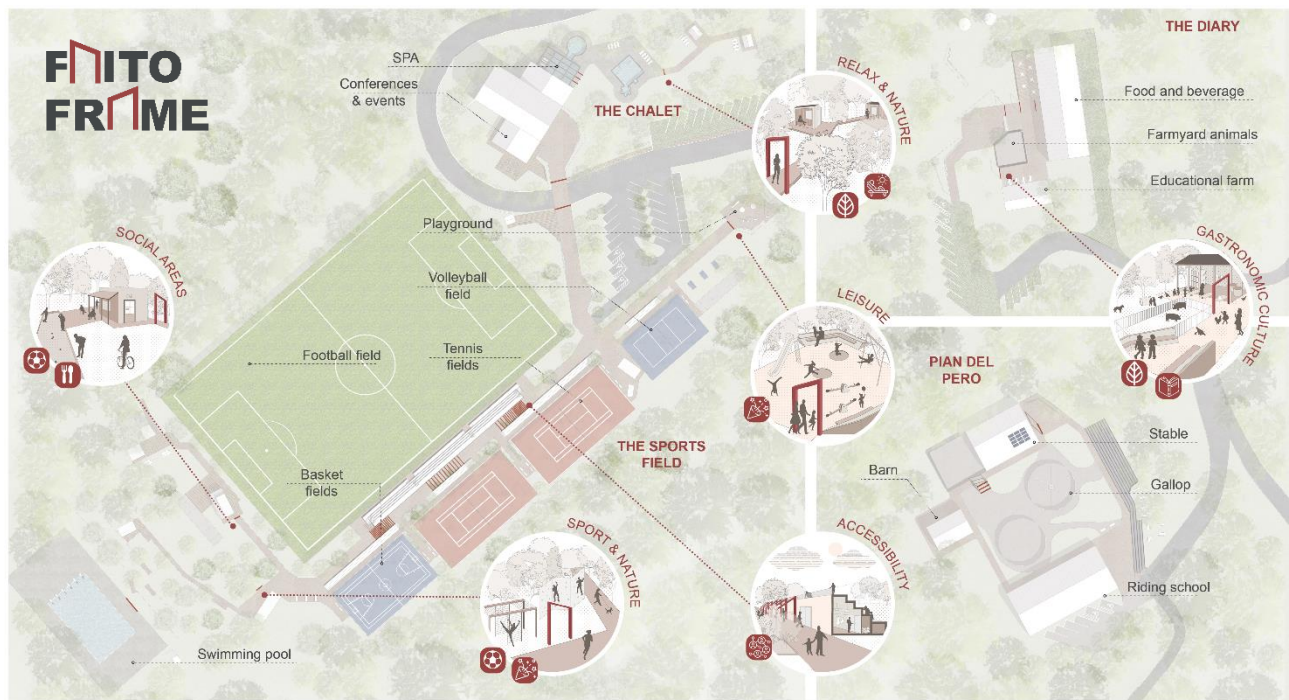 FAITO
FRAME
SPA
Conferences
& events
THE CHALET
RELAX & NATURE
THE DIARY
Food and beverage
Farmyard animals
Educational farm
GASTRONOMIC CULTURE
SOCIAL AREAS
Playground
Volleyball
field
Football field
Tennis
fields
LEISURE
PIAN DEL
PERO
THE SPORTS
FIELD
Basket
fields
Stable
Barn
Gallop
SPORT & NATURE
ACCESSIBILITY
Riding school
Swimming pool